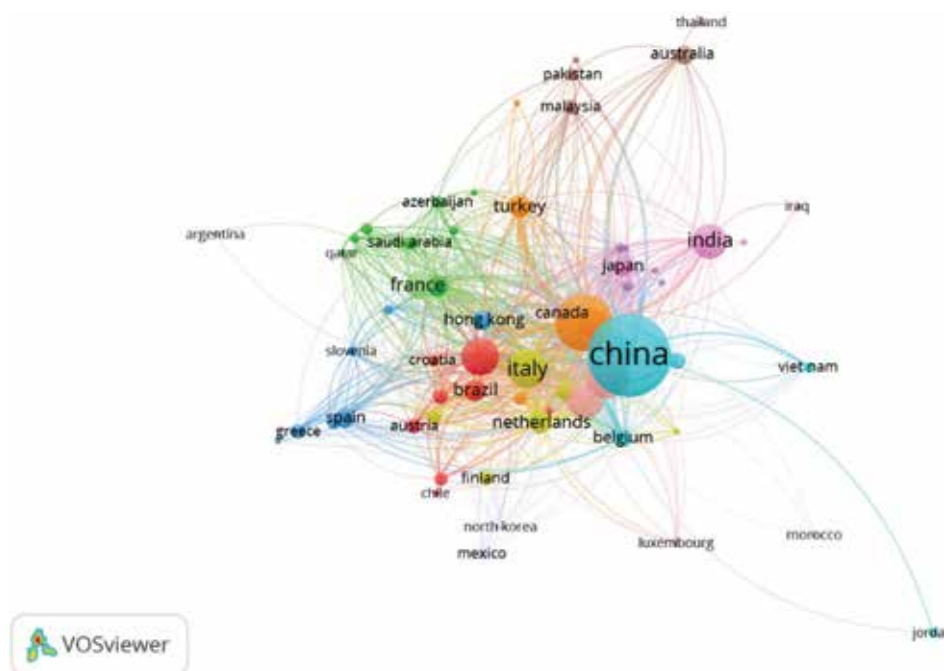 thailand
australia
pakistan
malaysia
azerbaijan
turkey
iraq
argentina
saudi arabia
india
qatar
japan
france
canada
hong kong
slovenia
croatia
china
italy
viet nam
brazil
spain
greece
austria
netherlands
belgium
finland
chile
north korea
morocco
luxembourg
mexico
jorda
VOSviewer